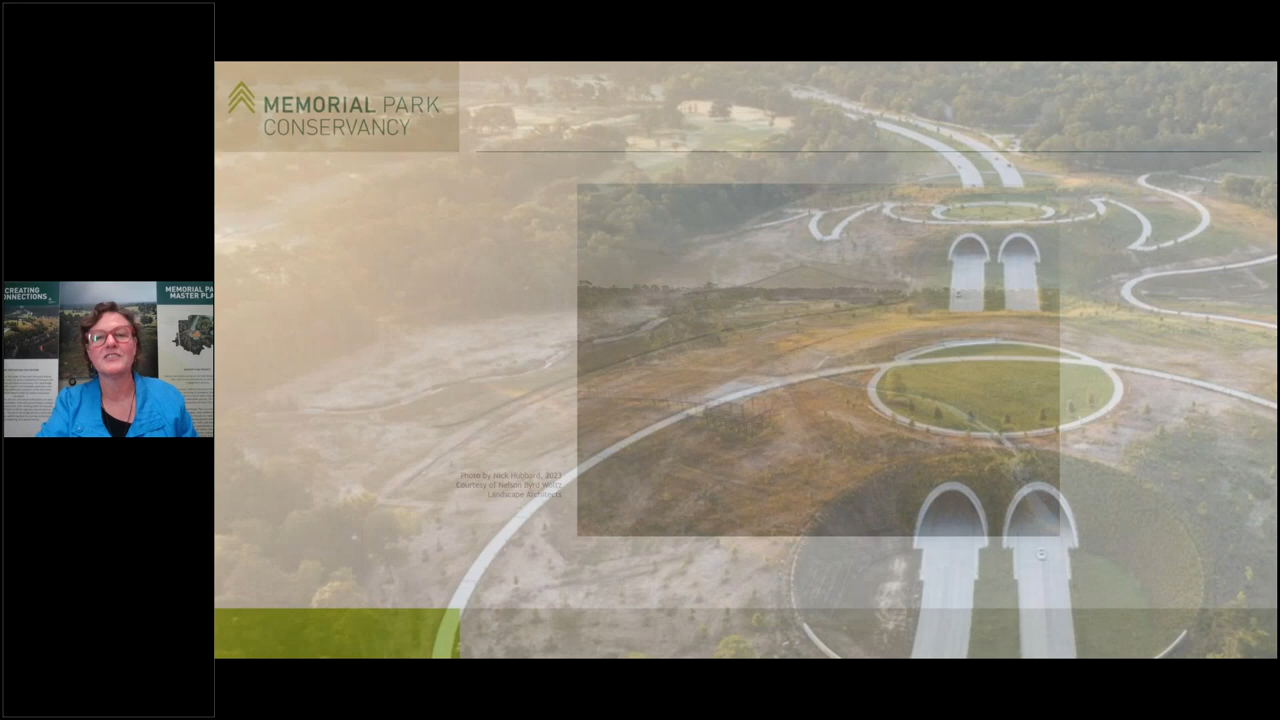 MEMORIAL PARK
CONSERVANCY
CREATING
ONNECTIONS
MEMORIAL PA
MASTER PLA
Photo by Nick Hubbard, 2023
Courtesy of Nelson Byrd Woltz
Landscape Architects